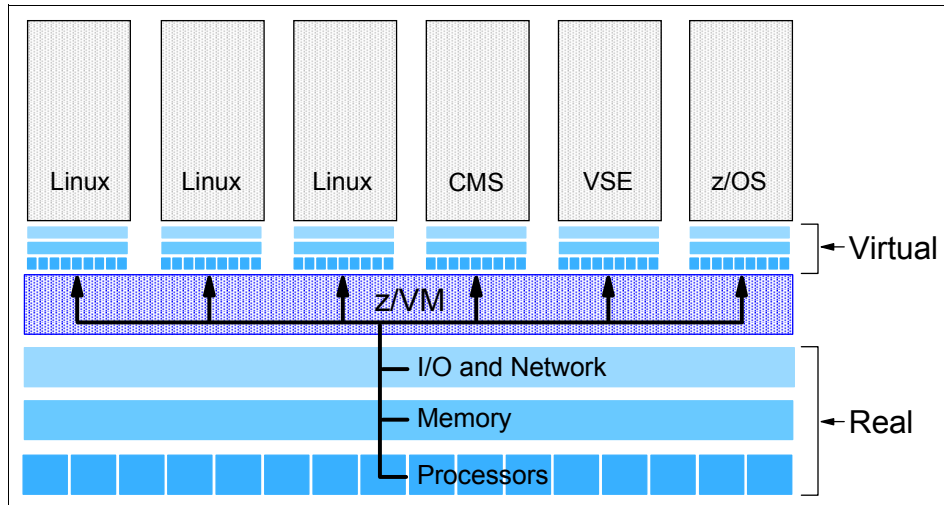 Linux
Linux
Linux
CMS
VSE
z/OS
Virtual
z/VM
I/O and Network
Memory
Real
Processors